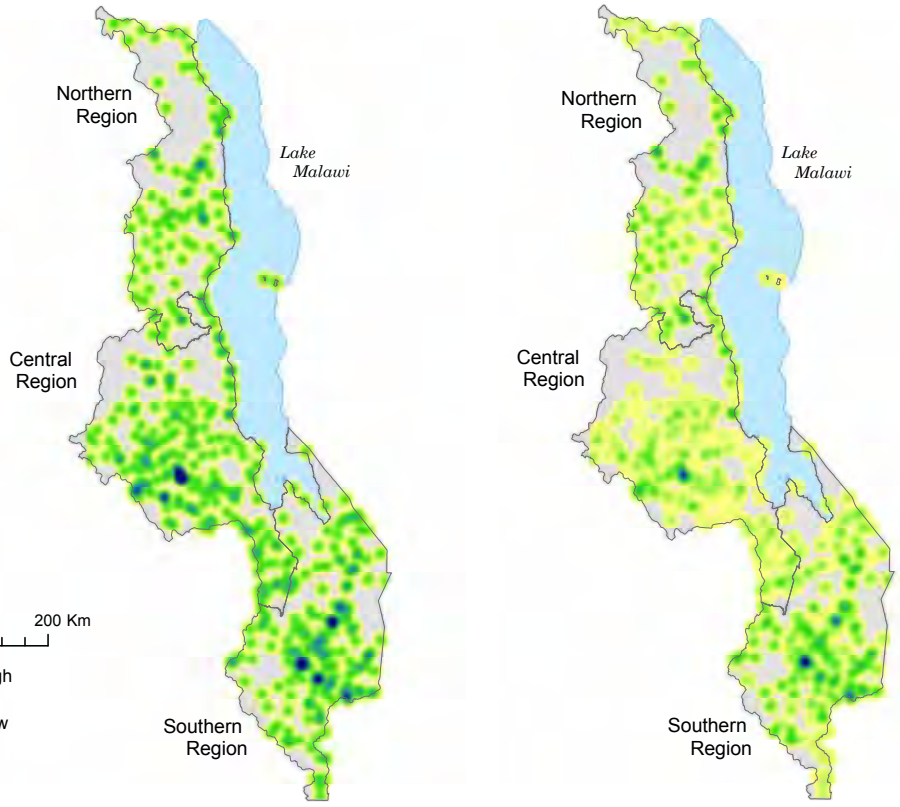 Northern
Region
Lake
Malawi
Central
Region
200 Km
Southern
Region
Northern
Region
Lake
Malawi
Central
Region
Southern
Region